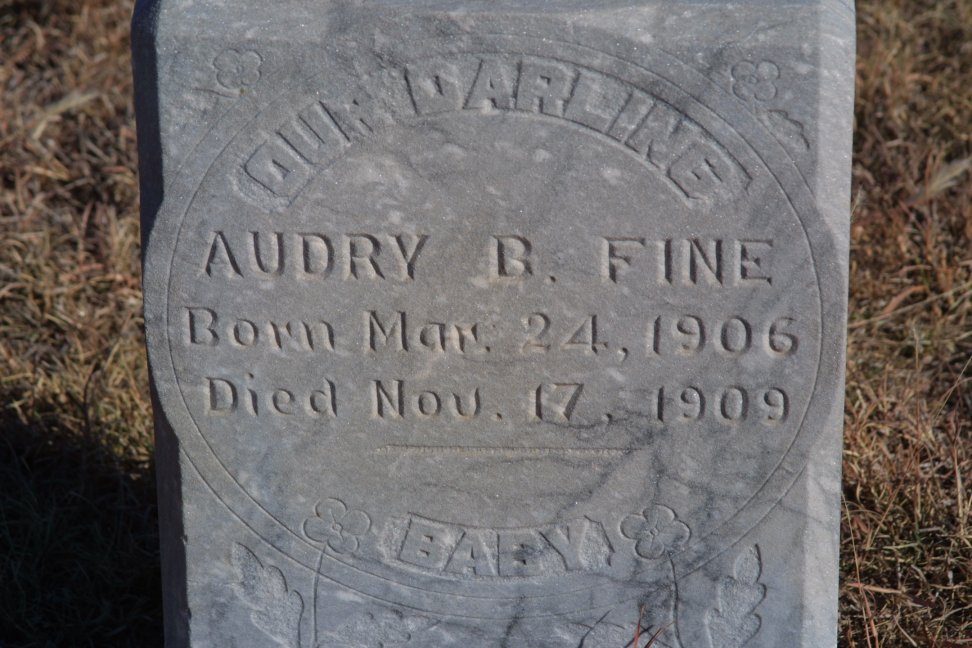 OUR DARLING
AUDRY B. FINE
Born Mar. 24, 1906
Died Nov. 17, 1909
BABY